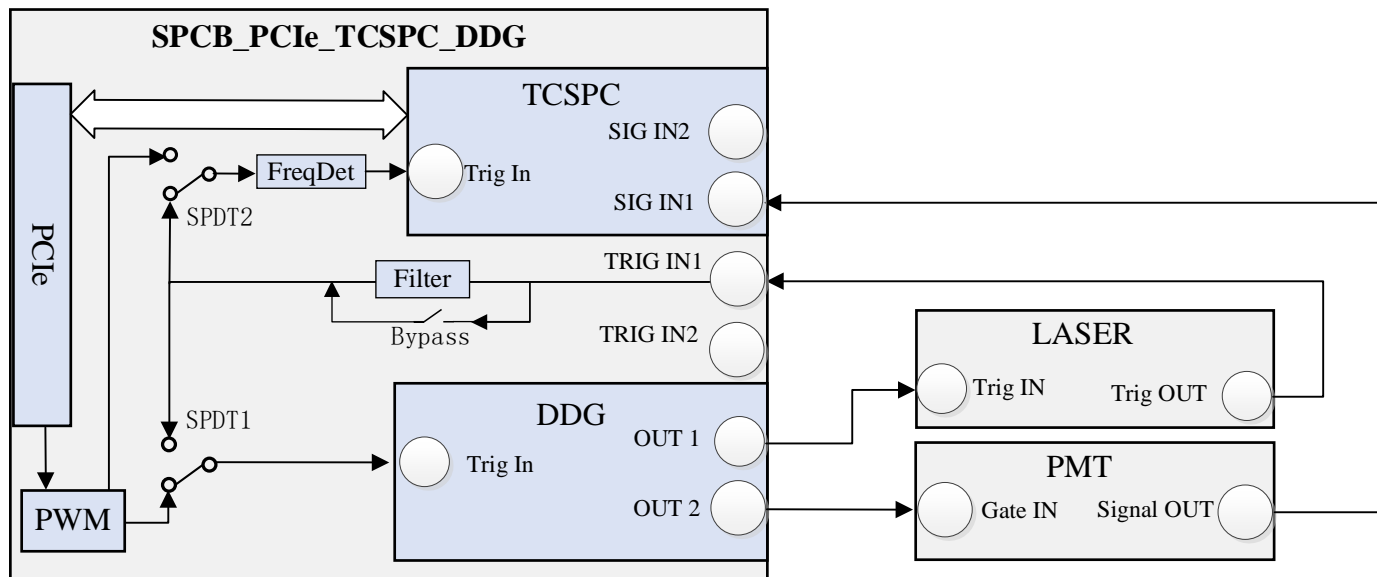 SPCB_PCIe_TCSPC_DDG
TCSPC
SIG IN2
FreqDet
Trig In
SIG IN1
SPDT2
PCIe
TRIG IN1
Filter
Bypass
TRIG IN2
LASER
Trig IN
Trig OUT
SPDT1
DDG
OUT 1
Trig In
PMT
OUT 2
Gate IN
Signal OUT
PWM